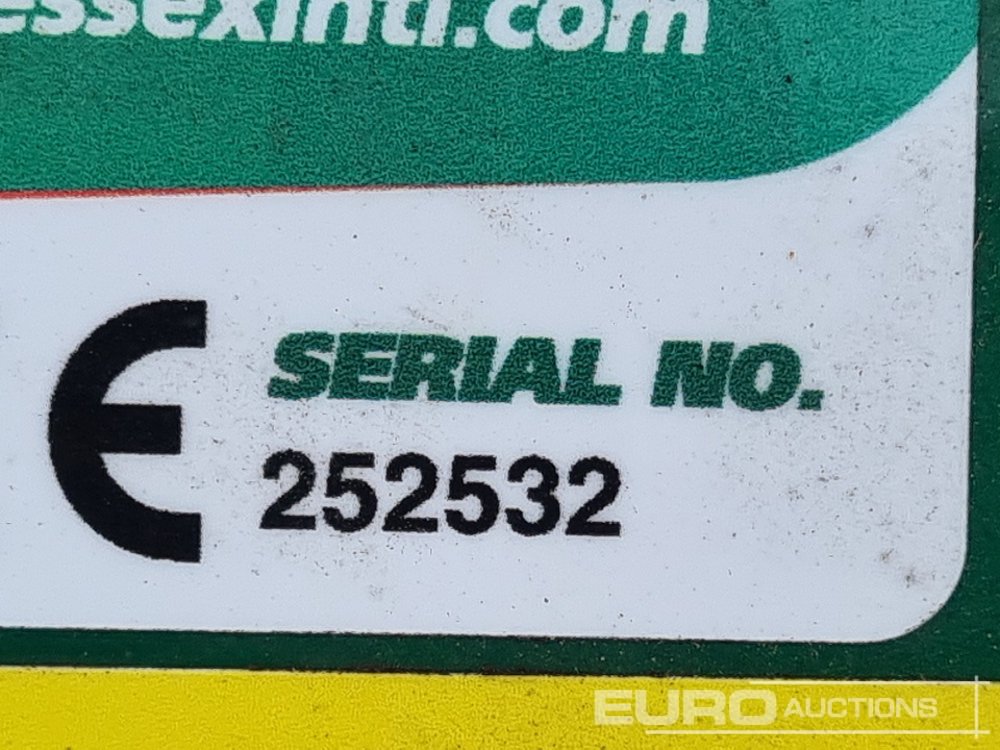 essexintl.com
SERIAL NO.
252532
EURO AUCTIONS